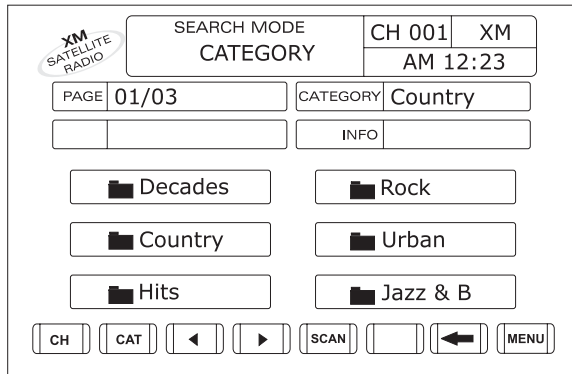 XM
SATELLITE
RADIO
SEARCH MODE
CATEGORY
CH 001 XM
AM 12:23
PAGE 01/03
CATEGORY Country
INFO
Decades
Rock
Country
Urban
Hits
Jazz & B
CH CAT SCAN MENU